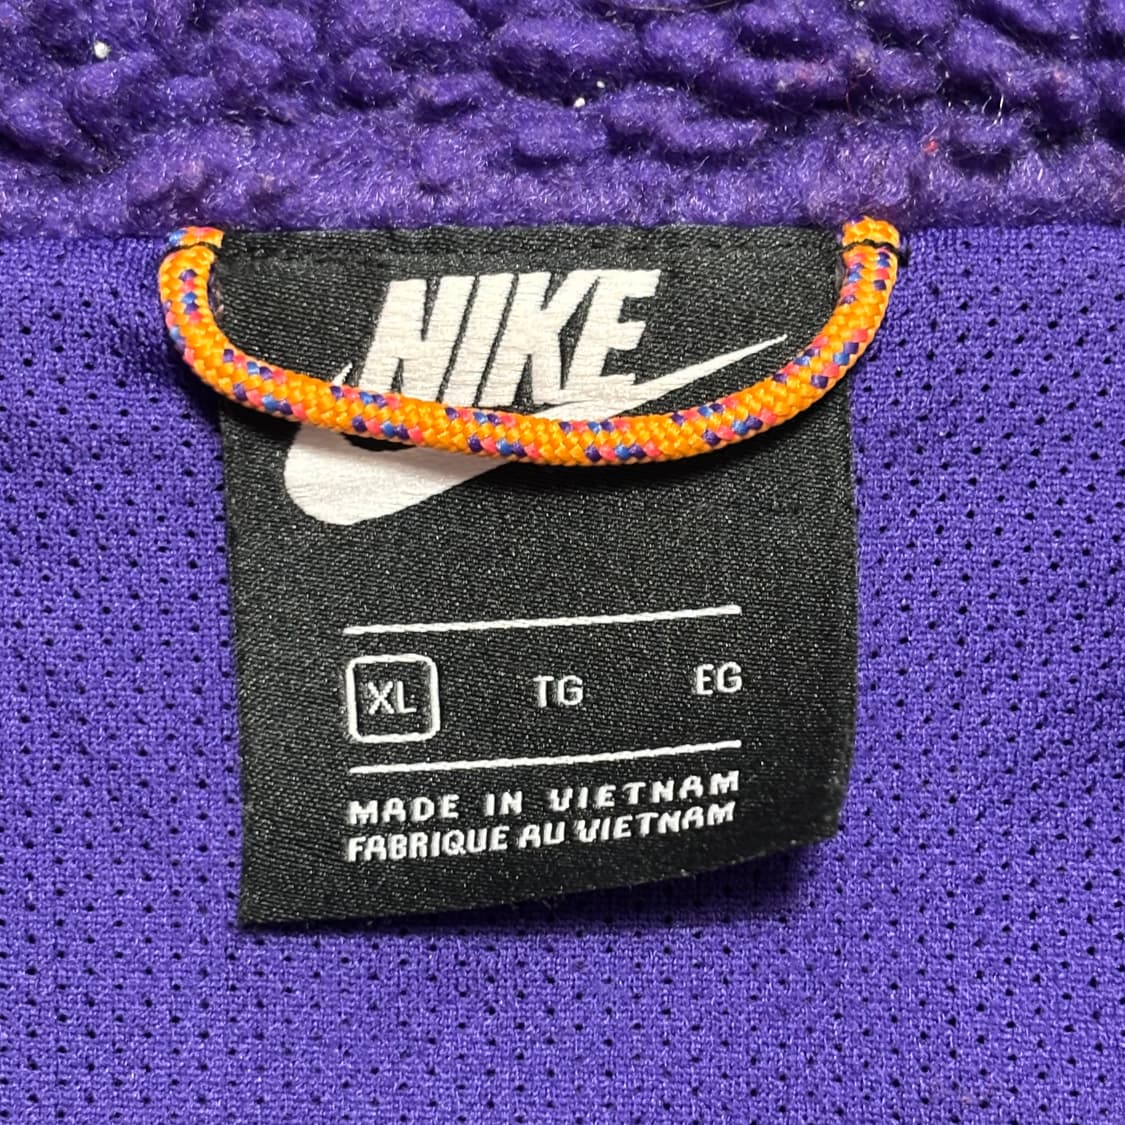 NIKE
XL TG EG
MADE IN VIETNAM
FABRIQUE AU VIETNAM